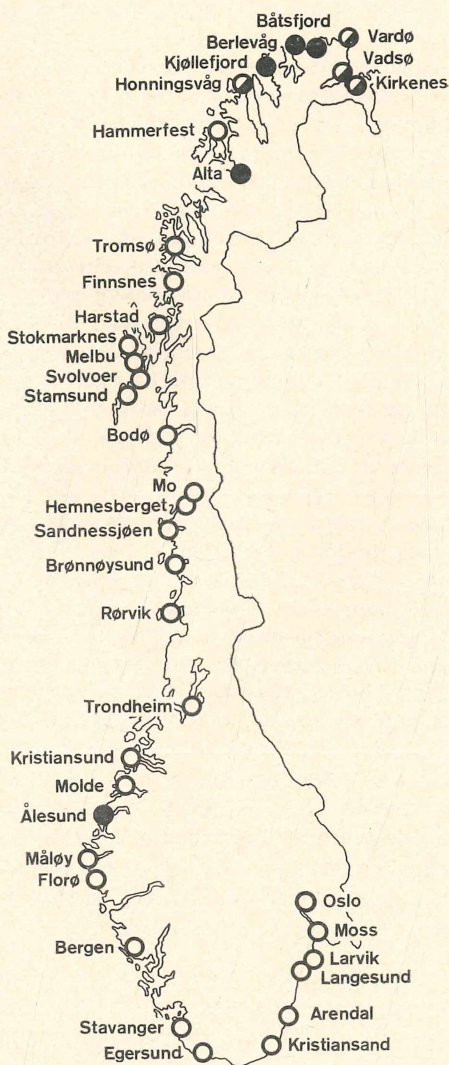 Båtsfjord
Berlevåg
Vardø
Kjøllefjord
Vadsø
Honningsvåg
Kirkenes
Hammerfest
Alta
Tromsø
Finnsnes
Harstad
Stokmarknes
Melbu
Svolvoer
Stamsund
Bodø
Mo
Hemnesberget
Sandnessjøen
Brønnøysund
Rørvik
Trondheim
Kristiansund
Molde
Ålesund
Måløy
Florø
Oslo
Moss
Bergen
Larvik
Langesund
Arendal
Stavanger
Kristiansand
Egersund